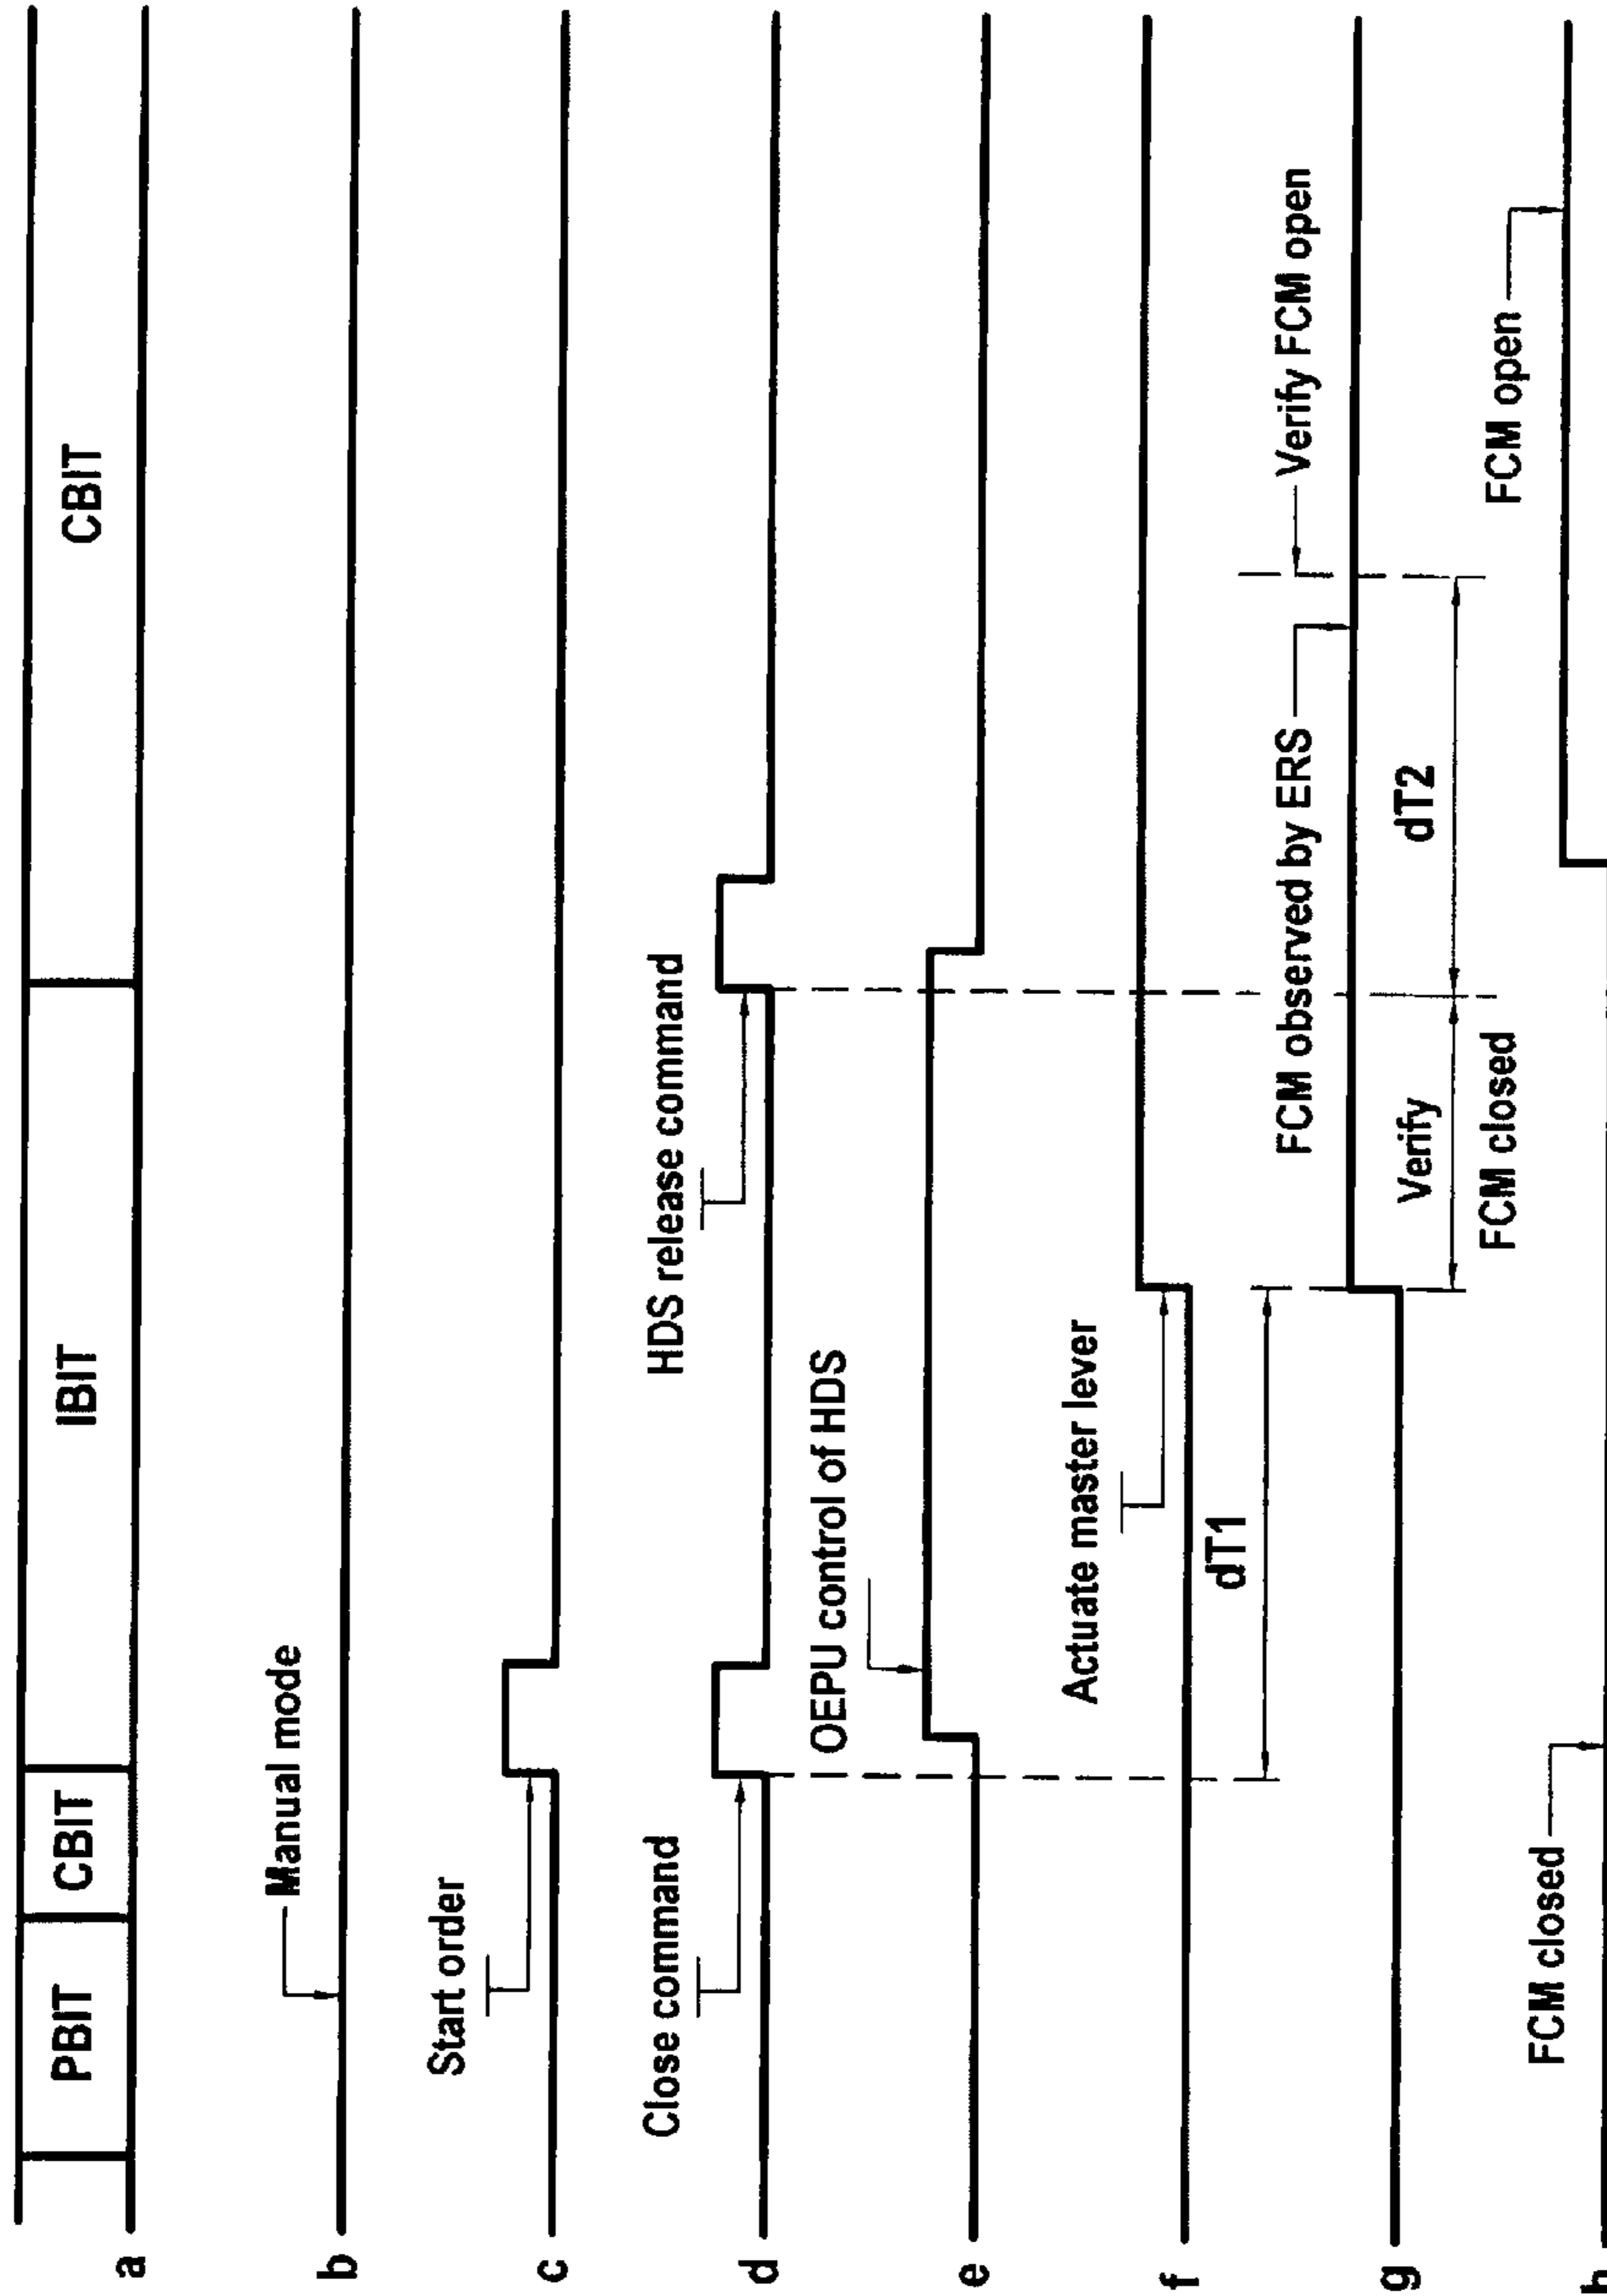 a
PBIT
CBIT
IBIT
CBIT
b
Manual mode
c
Start order
d
Close command
HDS release command
e
OEPU control of HDS
f
Actuate master lever
dT1
g
FCM observed by ERS
Verify FCM open
Verify
FCM closed
dT2
h
FCM closed
FCM open